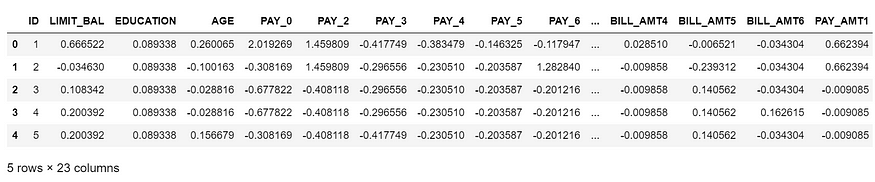 ID LIMIT_BAL EDUCATION AGE PAY_0 PAY_2 PAY_3 PAY_4 PAY_5 PAY_6 ... BILL_AMT4 BILL_AMT5 BILL_AMT6 PAY_AMT1
0 1 0.666522 0.089338 0.260065 2.019269 1.459809 -0.417749 -0.383479 -0.146325 -0.117947 ... 0.028510 -0.006521 -0.034304 0.662394
1 2 -0.034630 0.089338 -0.100163 -0.308169 1.459809 -0.296556 -0.230510 -0.203587 1.282840 ... -0.009858 -0.239312 -0.034304 0.662394
2 3 0.108342 0.089338 -0.028816 -0.677822 -0.408118 -0.296556 -0.230510 -0.203587 -0.201216 ... -0.009858 0.140562 -0.034304 -0.009085
3 4 0.200392 0.089338 -0.028816 -0.677822 -0.408118 -0.296556 -0.230510 -0.203587 -0.201216 ... -0.009858 0.140562 0.162615 -0.009085
4 5 0.200392 0.089338 0.156679 -0.308169 -0.408118 -0.417749 -0.230510 -0.203587 -0.201216 ... -0.009858 0.140562 -0.034304 -0.009085
5 rows × 23 columns